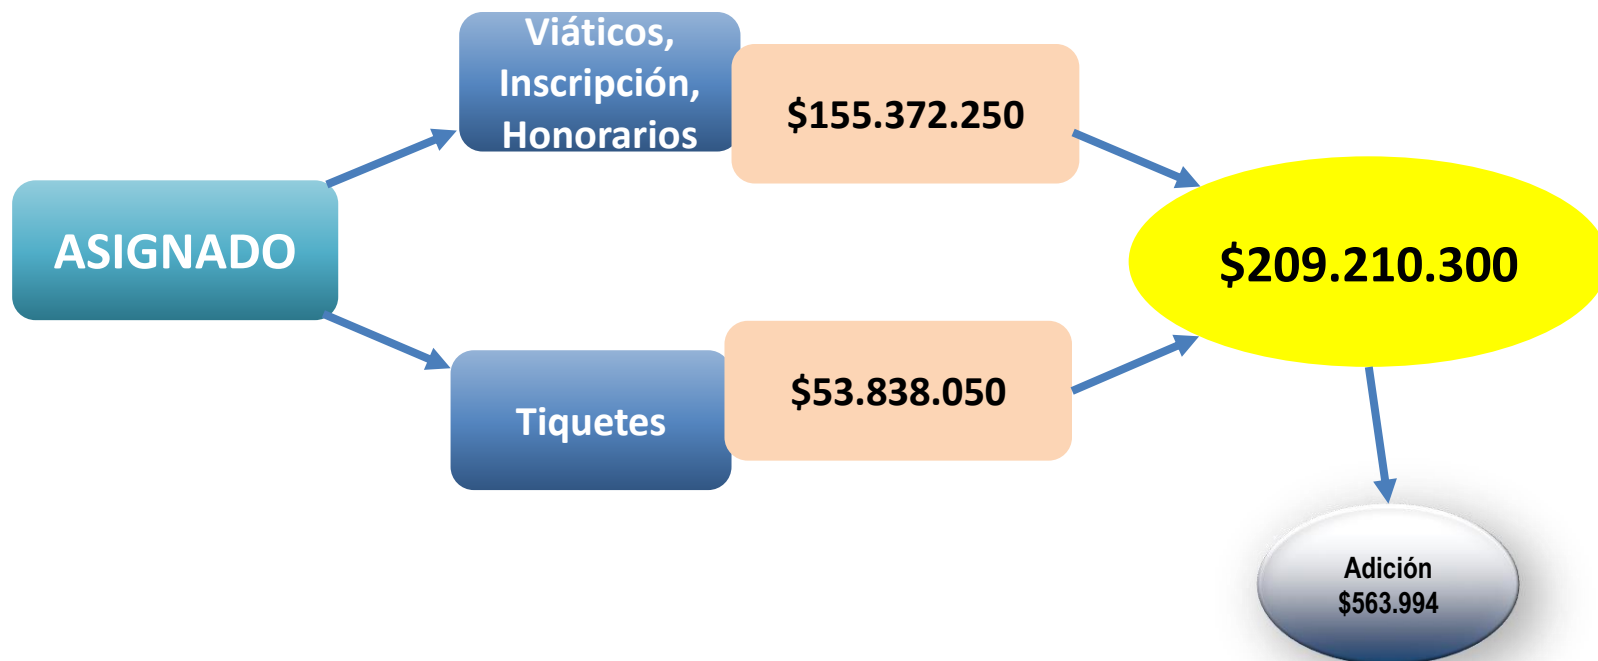 Viáticos,
Inscripción,
Honorarios
$155.372.250
ASIGNADO
$209.210.300
Tiquetes
$53.838.050
Adición
$563.994